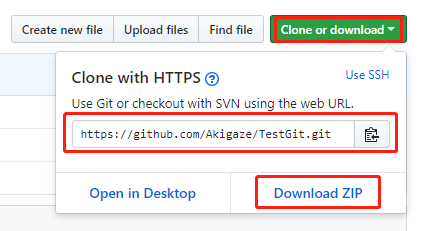 Create new file Upload files Find file Clone or download
Clone with HTTPS ? Use SSH
Use Git or checkout with SVN using the web URL.
https://github.com/Akigaze/TestGit.git
Open in Desktop Download ZIP